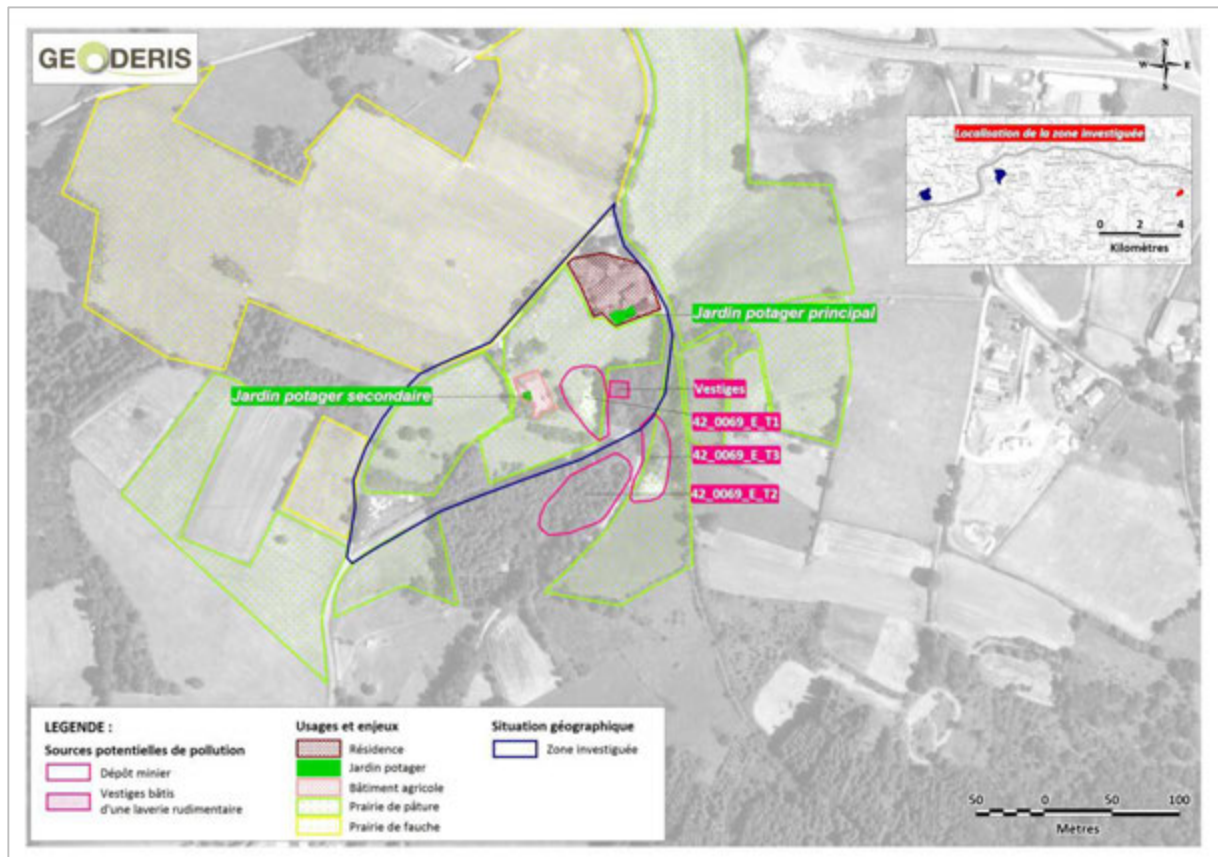 GEODERIS
N
W E
S
Localisation de la zone investiguée
0 2 4
Kilomètres
Jardin potager principal
Jardin potager secondaire
Vestiges
42_0069_E_T1
42_0069_E_T3
42_0069_E_T2
LEGENDE :
Sources potentielles de pollution
Dépôt minier
Vestiges bâtis
d'une laverie rudimentaire
Usages et enjeux
Résidence
Jardin potager
Bâtiment agricole
Prairie de pâture
Prairie de fauche
Situation géographique
Zone investiguée
50 0 50 100
Metres